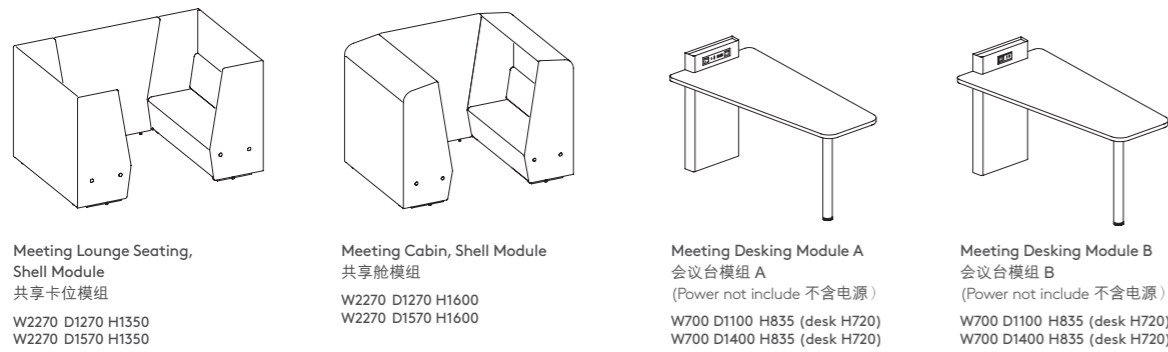 Meeting Lounge Seating,
Shell Module
共享卡位模组
W2270 D1270 H1350
W2270 D1570 H1350
Meeting Cabin, Shell Module
共享舱模组
W2270 D1270 H1600
W2270 D1570 H1600
Meeting Desking Module A
会议台模组 A
(Power not include 不含电源）
W700 D1100 H835 (desk H720)
W700 D1400 H835 (desk H720)
Meeting Desking Module B
会议台模组 B
(Power not include 不含电源）
W700 D1100 H835 (desk H720)
W700 D1400 H835 (desk H720)